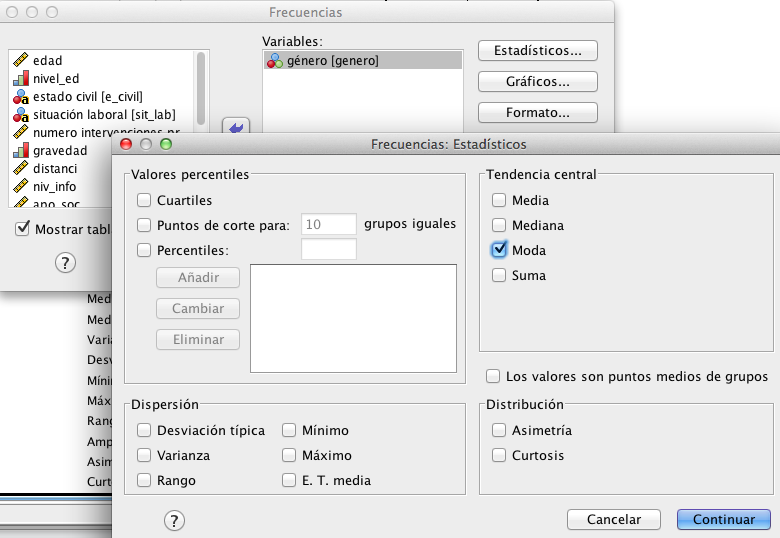 Frecuencias
Variables:
edad
nivel_ed
estado civil [e_civil]
situación laboral [sit_lab]
numero intervenciones pr
gravedad
distanci
niv_info
ano_soc
género [genero]
Estadísticos...
Gráficos...
Formato...
Mostrar tabl
?
Med
Med
Varia
Desv
Mínin
Máx
Rang
Amp
Asim
Curt
Frecuencias: Estadísticos
Valores percentiles
Cuartiles
Puntos de corte para: 10 grupos iguales
Percentiles:
Añadir
Cambiar
Eliminar
Tendencia central
Media
Mediana
Moda
Suma
Los valores son puntos medios de grupos
Dispersión
Desviación típica Mínimo
Varianza Máximo
Rango E. T. media
Distribución
Asimetría
Curtosis
? Cancelar Continuar